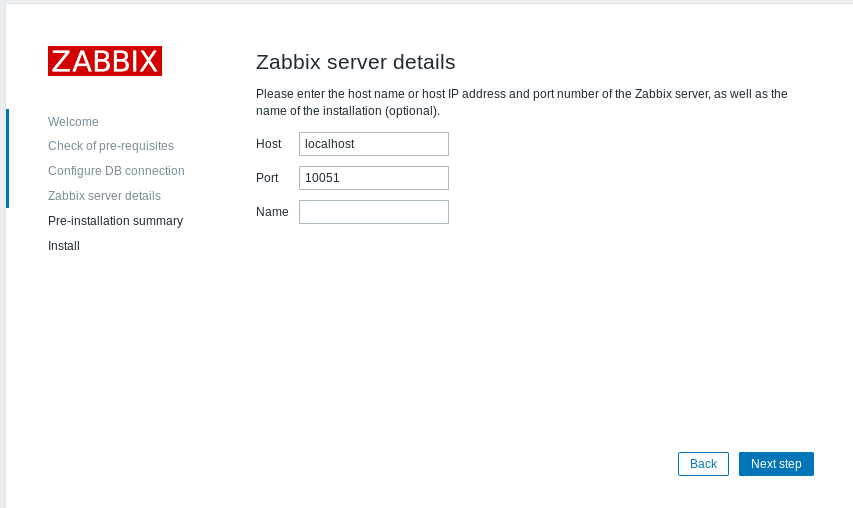 ZABBIX
Welcome
Check of pre-requisites
Configure DB connection
Zabbix server details
Pre-installation summary
Install
Zabbix server details
Please enter the host name or host IP address and port number of the Zabbix server, as well as the
name of the installation (optional).
Host localhost
Port 10051
Name
Back Next step